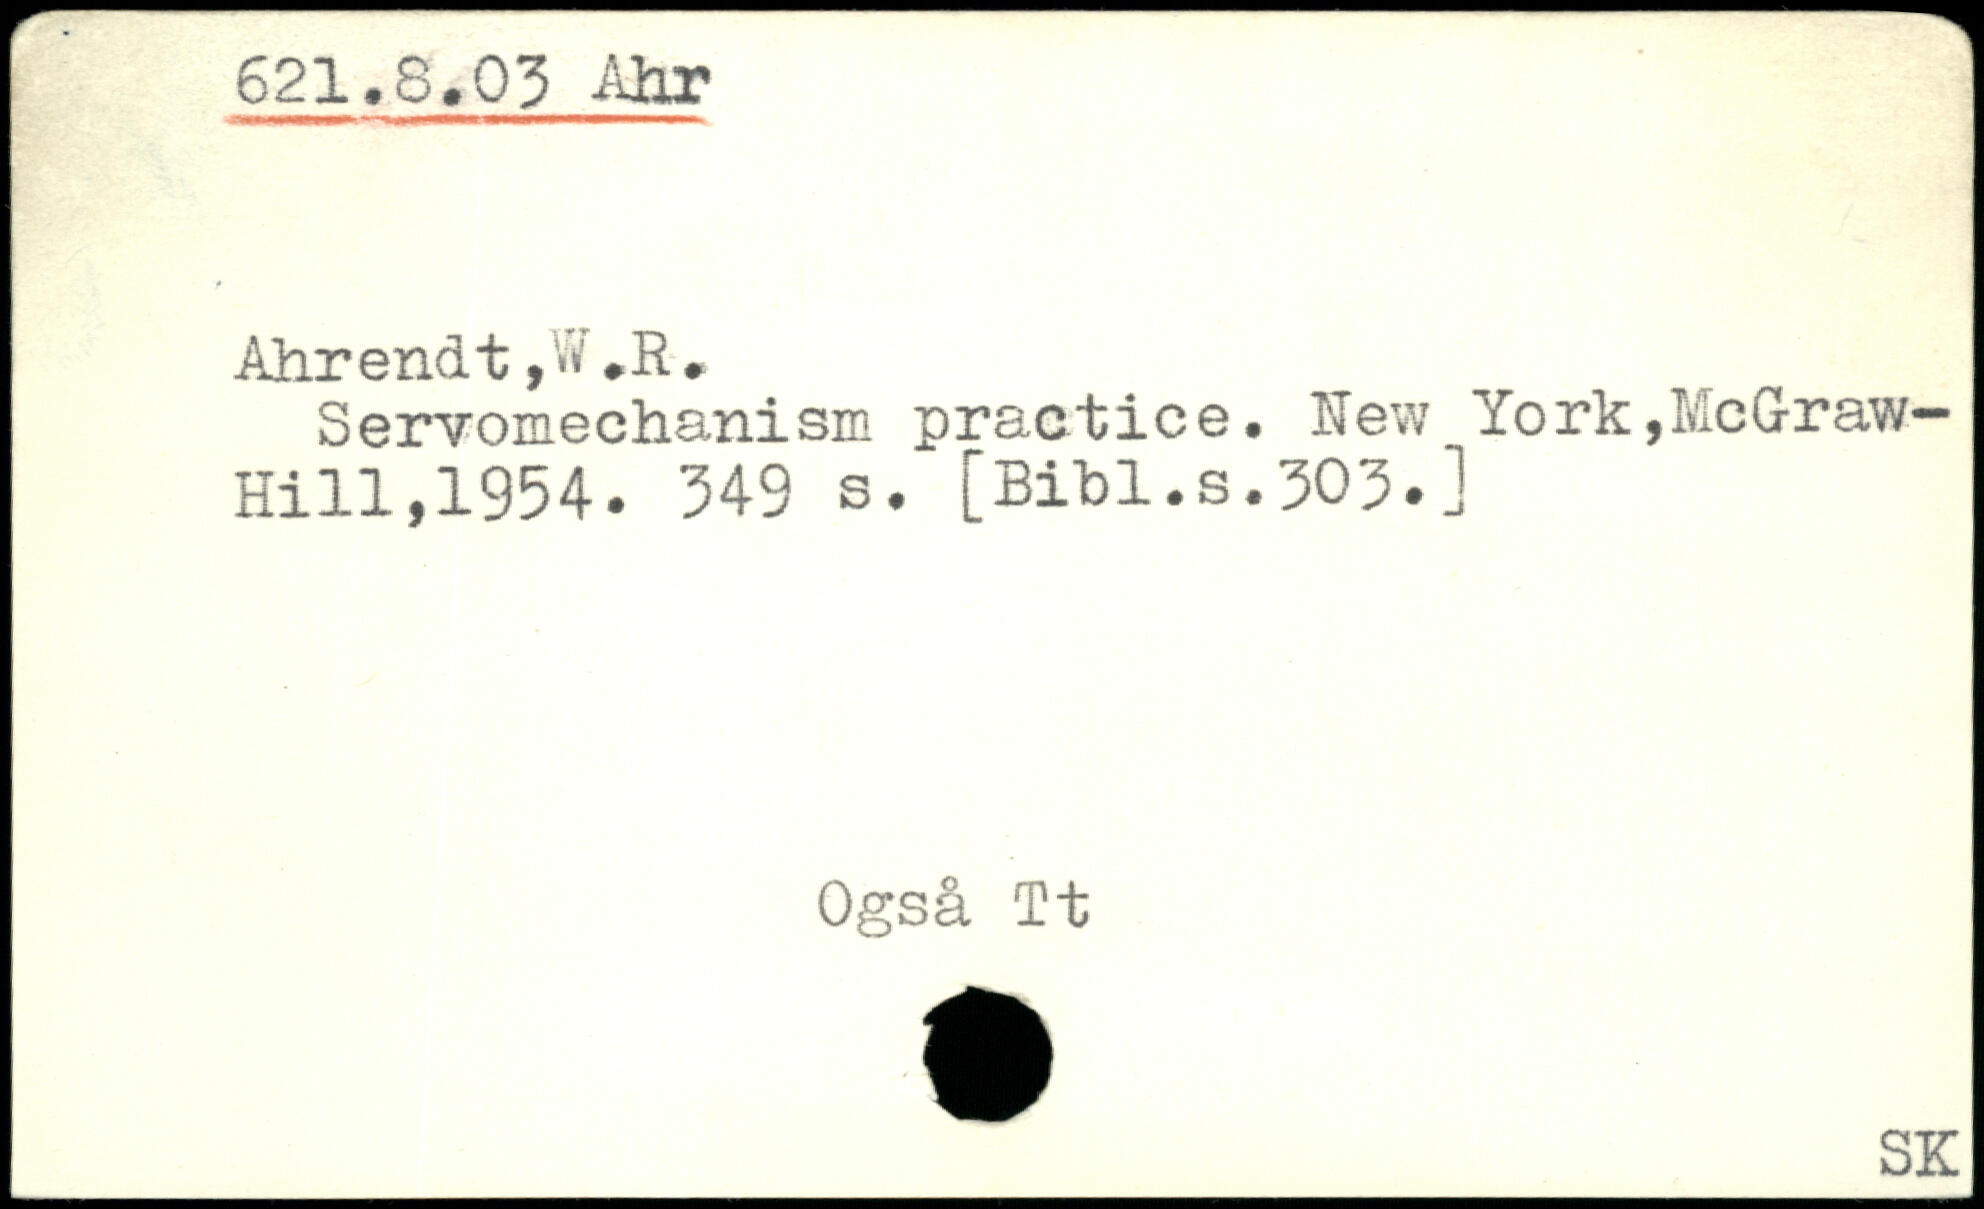 621.8.03 Ahr
Ahrendt,W.R.
Servomechanism practice. New York,McGraw-
Hill,1954. 349 s. [Bibl.s.303.]
Også Tt
SK